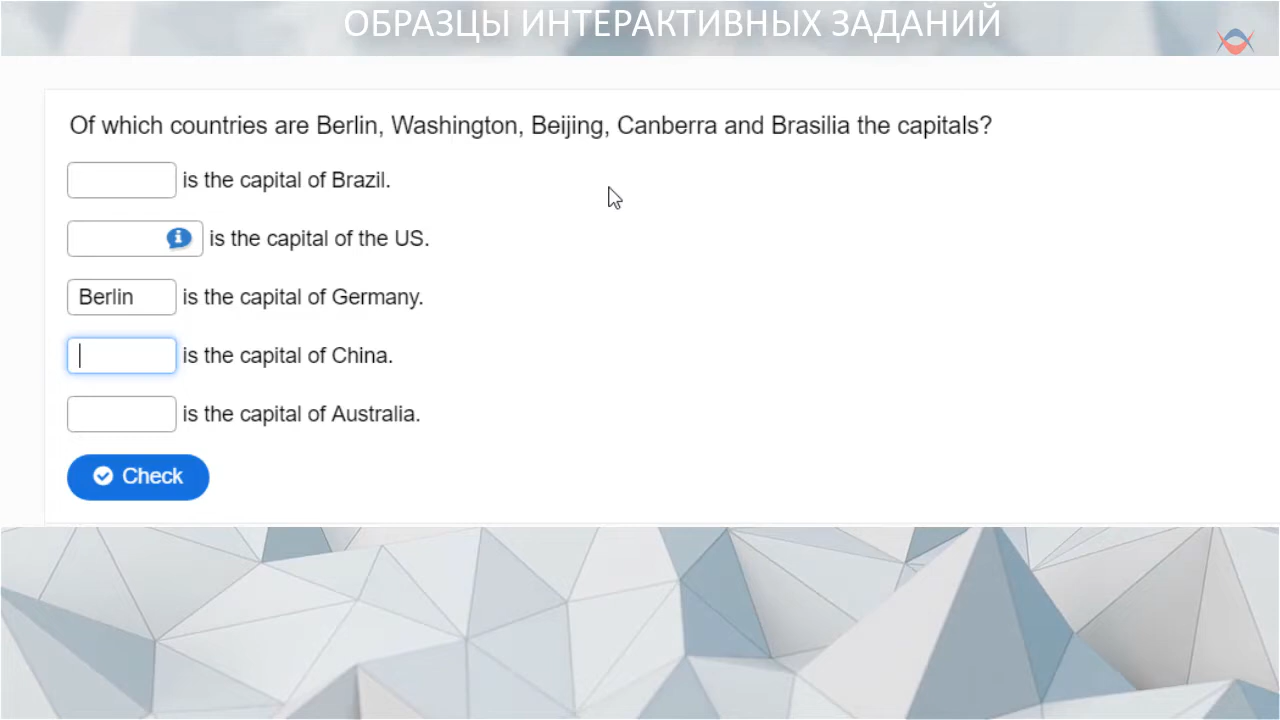 ОБРАЗЦЫ ИНТЕРАКТИВНЫХ ЗАДАНИЙ
Of which countries are Berlin, Washington, Beijing, Canberra and Brasilia the capitals?
is the capital of Brazil.
is the capital of the US.
Berlin is the capital of Germany.
is the capital of China.
is the capital of Australia.
Check